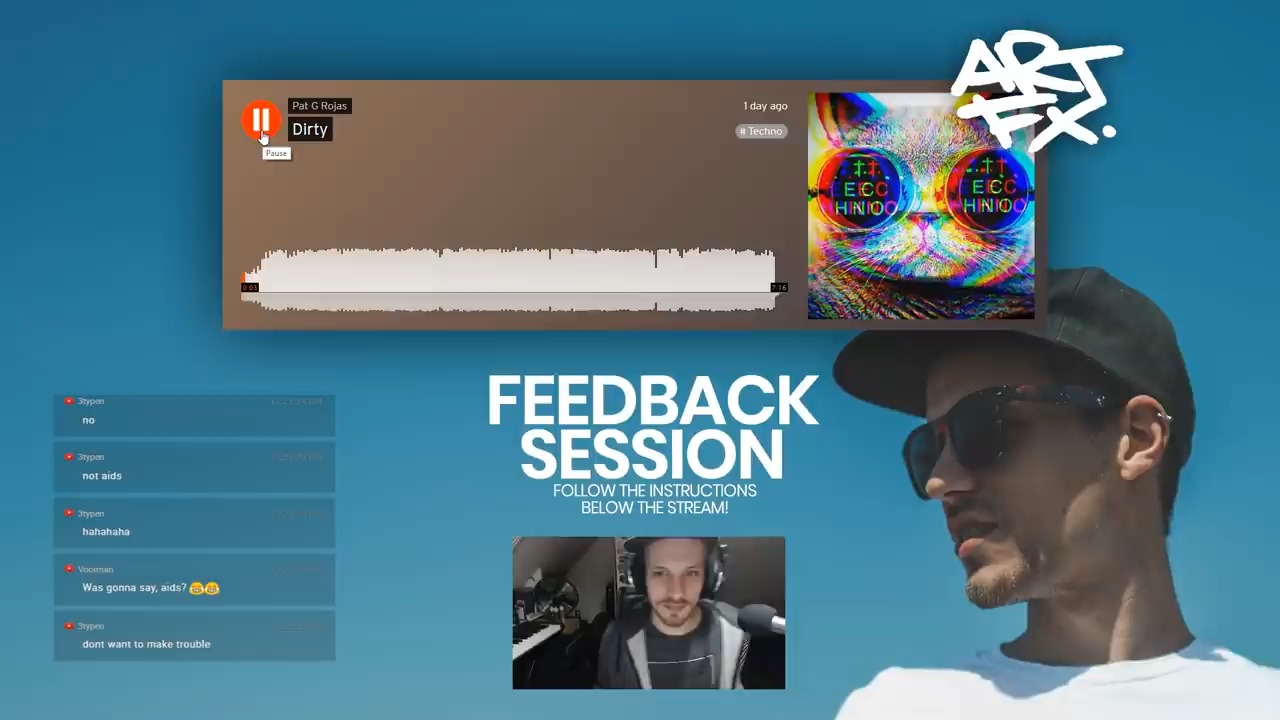 ART
FX.
Pat G Rojas
1 day ago
Dirty
# Techno
Pause
0:03
7:16
3typen
no
3typen
not aids
3typen
hahahaha
Voorman
Was gonna say, aids? 😂😂
3typen
dont want to make trouble
FEEDBACK
SESSION
FOLLOW THE INSTRUCTIONS
BELOW THE STREAM!